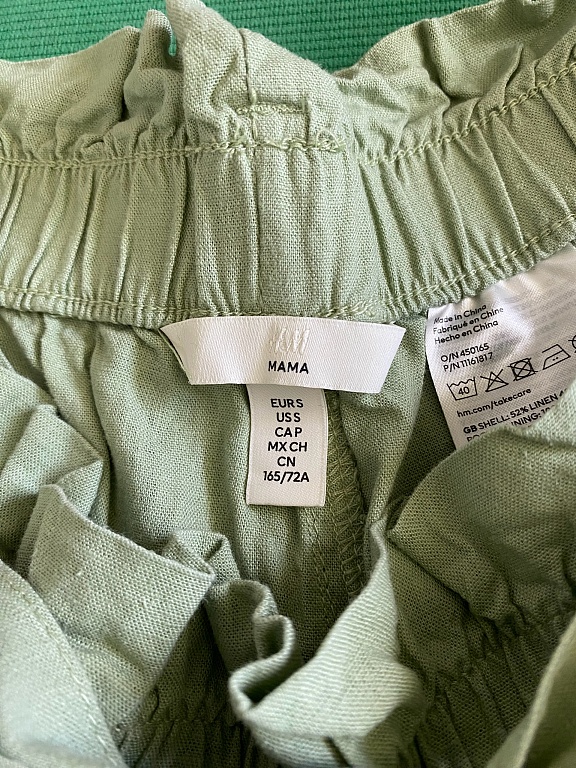 H&M
MAMA
EUR S
US S
CA P
MX CH
CN
165/72A
Made in China
Fabriqué en Chine
Hecho en China
O/N 450165
P/N 11161817
40
hm.com/takecare
GB SHELL: 52% LINEN